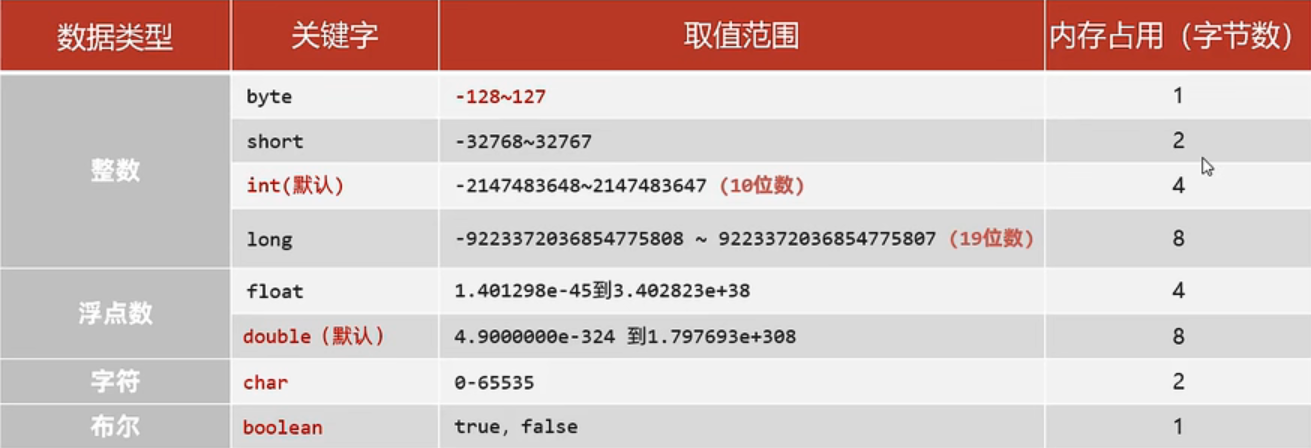 数据类型 关键字 取值范围 内存占用（字节数）
整数 byte -128~127 1
short -32768~32767 2
int(默认) -2147483648~2147483647 (10位数) 4
long -9223372036854775808 ~ 9223372036854775807 (19位数) 8
浮点数 float 1.401298e-45到3.402823e+38 4
double（默认） 4.9000000e-324 到1.797693e+308 8
字符 char 0-65535 2
布尔 boolean true, false 1